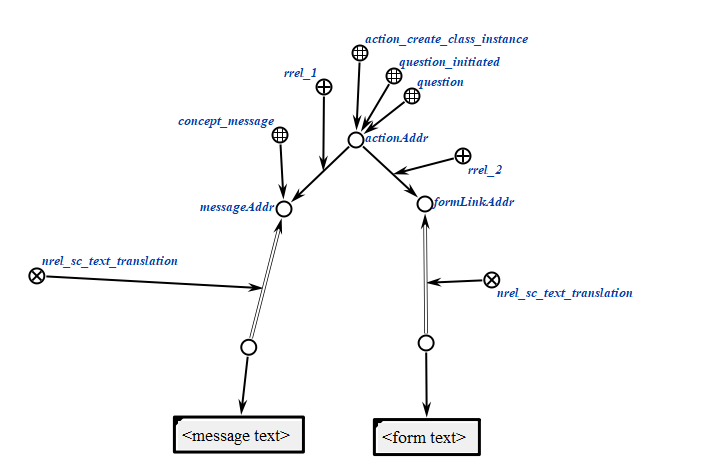 action_create_class_instance
question_initiated
rrel_1
question
concept_message
actionAddr
rrel_2
messageAddr
formLinkAddr
nrel_sc_text_translation
nrel_sc_text_translation
<message text>
<form text>